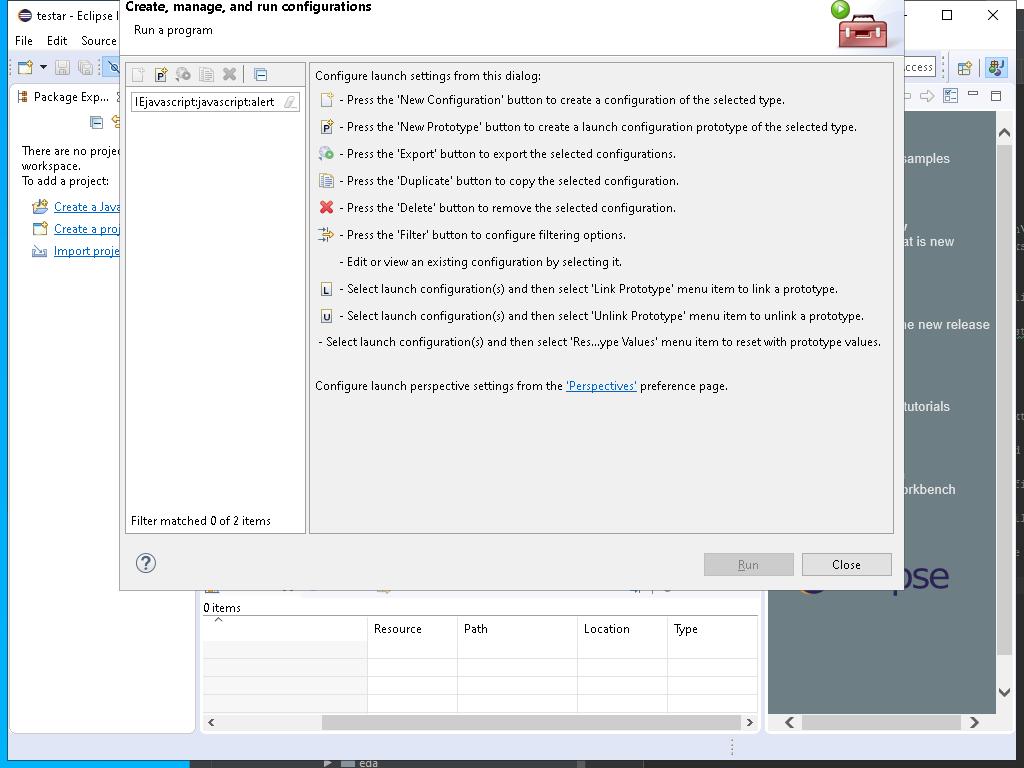 Create, manage, and run configurations
Run a program
testar - Eclipse I
File Edit Source
ccess
Package Exp...
IEjavascript:javascript:alert
There are no projec
workspace.
To add a project:
Create a Java
Create a proj
Import proje
Configure launch settings from this dialog:
- Press the 'New Configuration' button to create a configuration of the selected type.
P - Press the 'New Prototype' button to create a launch configuration prototype of the selected type.
- Press the 'Export' button to export the selected configurations.
- Press the 'Duplicate' button to copy the selected configuration.
- Press the 'Delete' button to remove the selected configuration.
- Press the 'Filter' button to configure filtering options.
- Edit or view an existing configuration by selecting it.
L - Select launch configuration(s) and then select 'Link Prototype' menu item to link a prototype.
U - Select launch configuration(s) and then select 'Unlink Prototype' menu item to unlink a prototype.
- Select launch configuration(s) and then select 'Res...ype Values' menu item to reset with prototype values.
Configure launch perspective settings from the 'Perspectives' preference page.
Filter matched 0 of 2 items
? Run Close
samples
at is new
he new release
tutorials
orkbench
pse
0 items
Resource Path Location Type
eda